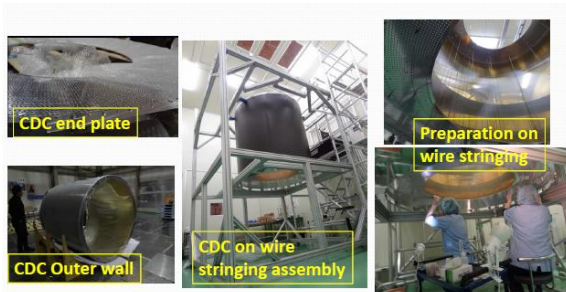 CDC end plate
CDC Outer wall
CDC on wire
stringing assembly
Preparation on
wire stringing